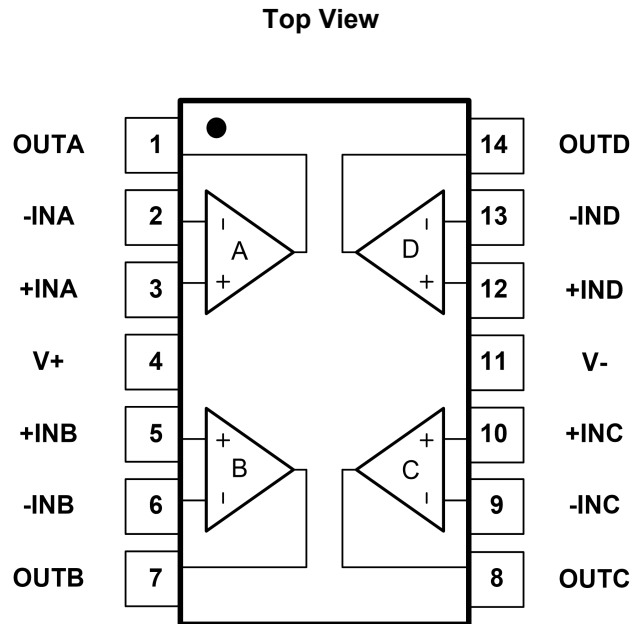 Top View
OUTA 1 14 OUTD
-INA 2 - - 13 -IND
A D
+INA 3 + + 12 +IND
V+ 4 11 V-
+INB 5 + + 10 +INC
B C
-INB 6 - - 9 -INC
OUTB 7 8 OUTC